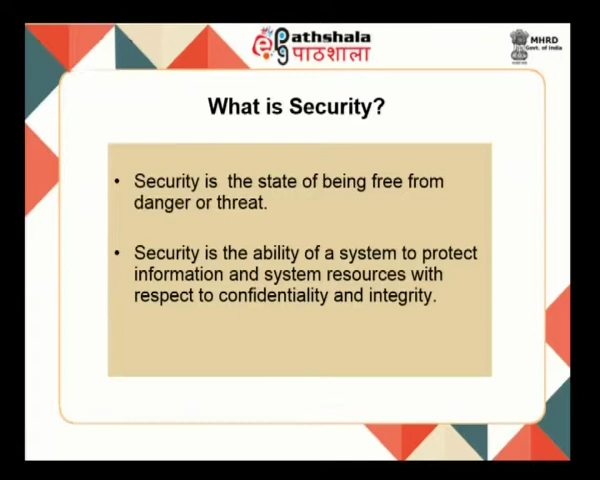 Pathshala
पाठशाला
MHRD
Govt. of India
What is Security?
• Security is the state of being free from
danger or threat.
• Security is the ability of a system to protect
information and system resources with
respect to confidentiality and integrity.